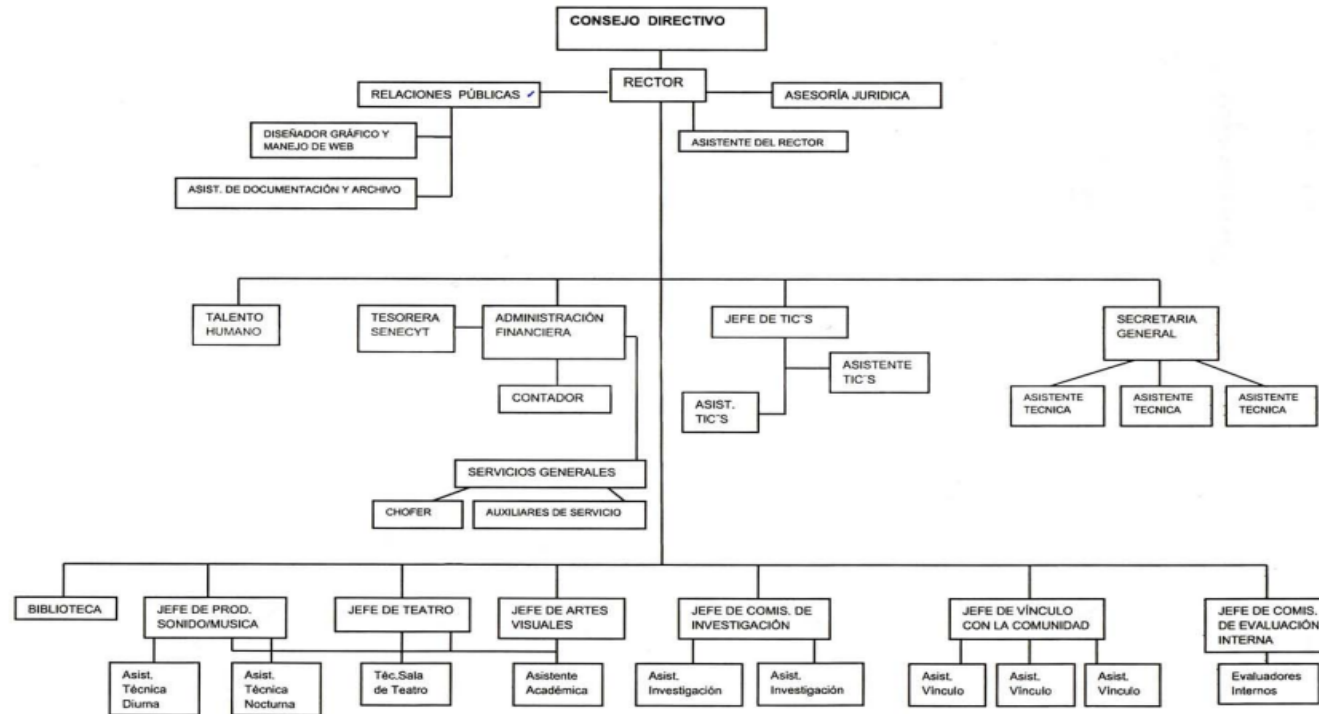 CONSEJO DIRECTIVO
RECTOR
RELACIONES PÚBLICAS
ASESORÍA JURIDICA
DISEÑADOR GRÁFICO Y
MANEJO DE WEB
ASISTENTE DEL RECTOR
ASIST. DE DOCUMENTACIÓN Y ARCHIVO
TALENTO
HUMANO
TESORERA
SENECYT
ADMINISTRACIÓN
FINANCIERA
JEFE DE TIC¨S
SECRETARIA
GENERAL
CONTADOR
ASISTENTE
TIC¨S
ASIST.
TIC¨S
ASISTENTE
TECNICA
ASISTENTE
TECNICA
ASISTENTE
TECNICA
SERVICIOS GENERALES
CHOFER
AUXILIARES DE SERVICIO
BIBLIOTECA
JEFE DE PROD.
SONIDO/MUSICA
JEFE DE TEATRO
JEFE DE ARTES
VISUALES
JEFE DE COMIS. DE
INVESTIGACIÓN
JEFE DE VÍNCULO
CON LA COMUNIDAD
JEFE DE COMIS.
DE EVALUACIÓN
INTERNA
Asist.
Técnica
Diurna
Asist.
Técnica
Nocturna
Téc.Sala
de Teatro
Asistente
Académica
Asist.
Investigación
Asist.
Investigación
Asist.
Vínculo
Asist.
Vínculo
Asist.
Vínculo
Evaluadores
Internos